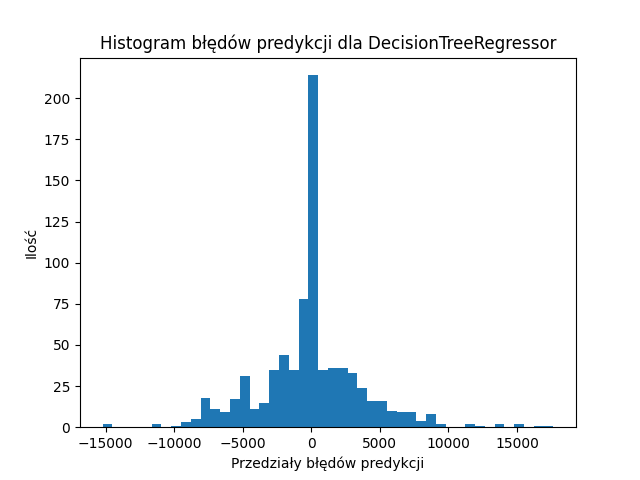 Histogram błędów predykcji dla DecisionTreeRegressor
200
175
150
125
100
75
50
25
0
Ilość
−15000 −10000 −5000 0 5000 10000 15000
Przedziały błędów predykcji